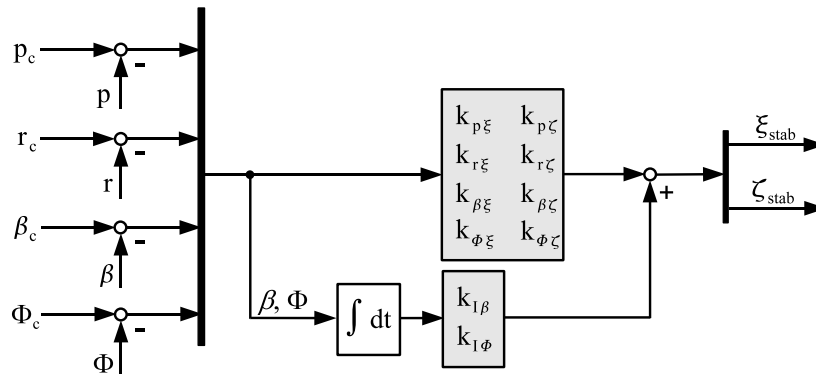 p_c
-
p
r_c
-
r
β_c
-
β
Φ_c
-
Φ
β, Φ
∫ dt
k_pξ k_pζ
k_rξ k_rζ
k_βξ k_βζ
k_Φξ k_Φζ
k_Iβ
k_IΦ
+
ξ_stab
ζ_stab